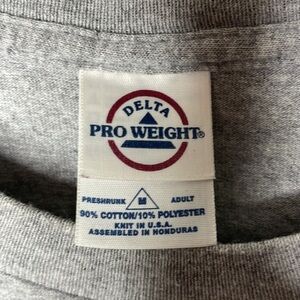 DELTA
PRO WEIGHT®
PRESHRUNK M ADULT
90% COTTON/10% POLYESTER
KNIT IN U.S.A.
ASSEMBLED IN HONDURAS